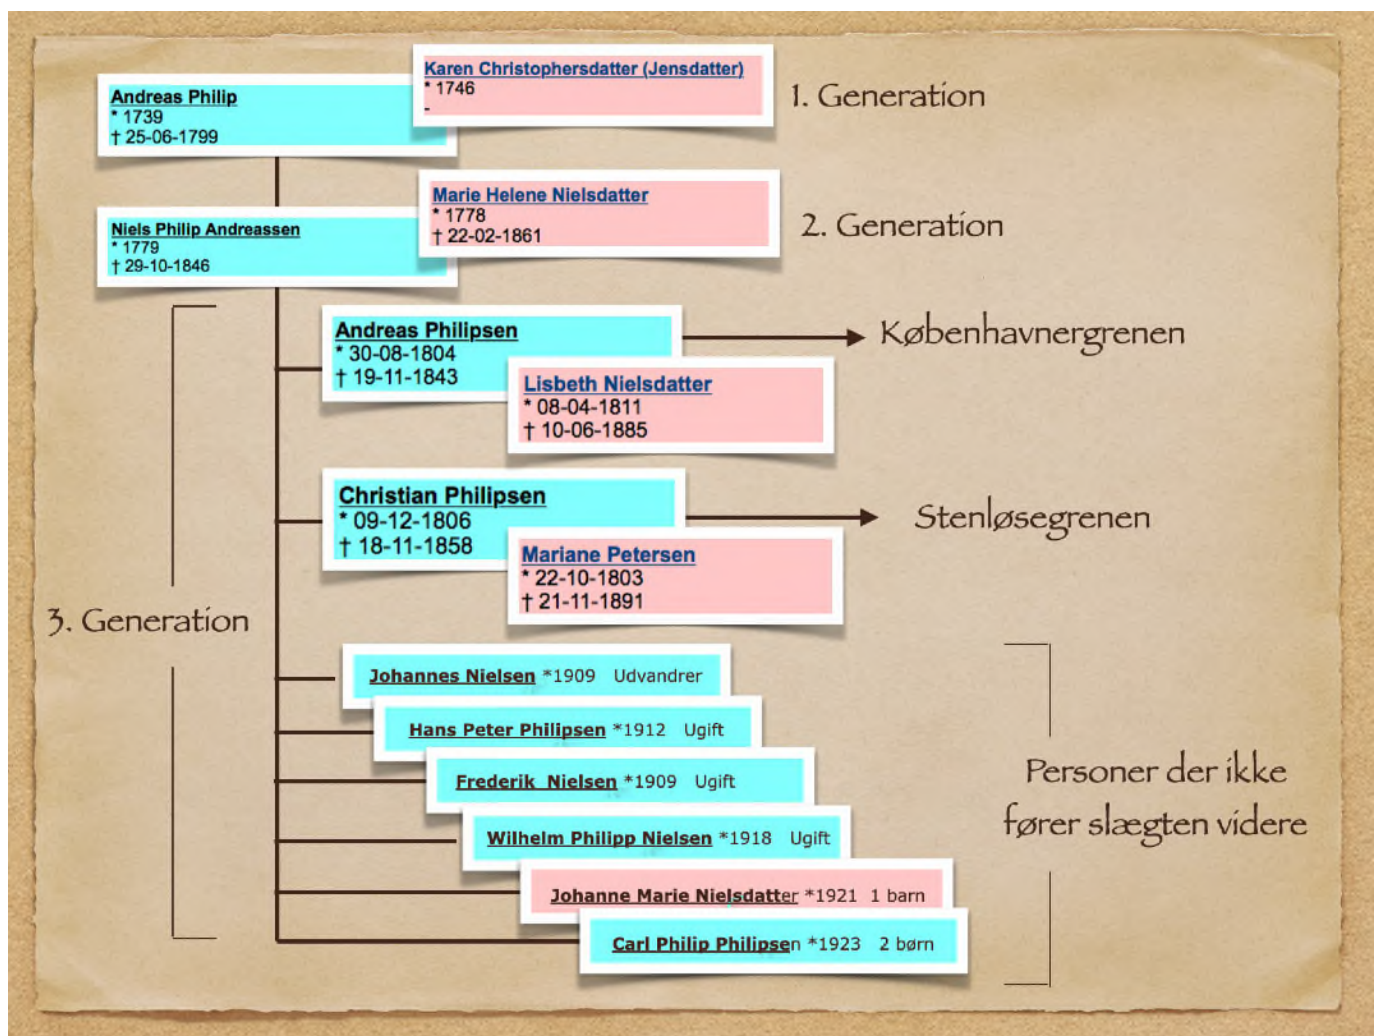 Karen Christophersdatter (Jensdatter)
* 1746
-
Andreas Philip
* 1739
† 25-06-1799
1. Generation
Marie Helene Nielsdatter
* 1778
† 22-02-1861
Niels Philip Andreassen
* 1779
† 29-10-1846
2. Generation
Andreas Philipsen
* 30-08-1804
† 19-11-1843
Københavnergrenen
Lisbeth Nielsdatter
* 08-04-1811
† 10-06-1885
Christian Philipsen
* 09-12-1806
† 18-11-1858
Stenløsegrenen
Mariane Petersen
* 22-10-1803
† 21-11-1891
3. Generation
Johannes Nielsen *1909 Udvandrer
Hans Peter Philipsen *1912 Ugift
Frederik Nielsen *1909 Ugift
Wilhelm Philipp Nielsen *1918 Ugift
Johanne Marie Nielsdatter *1921 1 barn
Carl Philip Philipsen *1923 2 børn
Personer der ikke
fører slægten videre